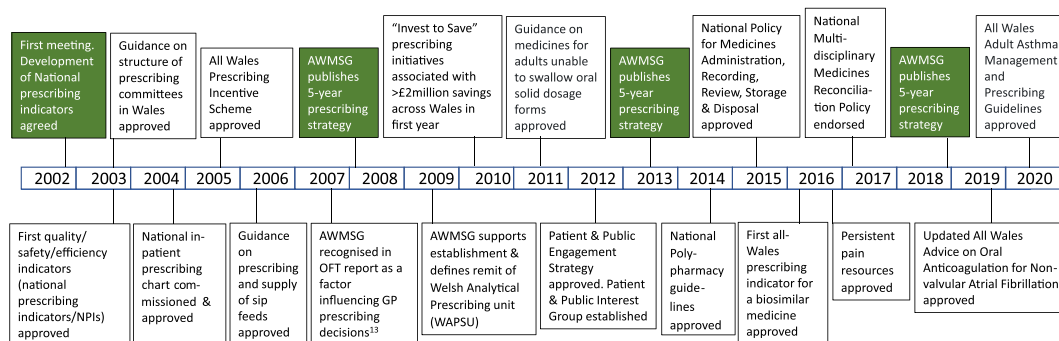 First meeting.
Development of
National
prescribing
indicators
agreed
Guidance on
structure of
prescribing
committees
in Wales
approved
All Wales
Prescribing
Incentive
Scheme
approved
AWMSG
publishes
5-year
prescribing
strategy
“Invest to Save”
prescribing
initiatives
associated with
>£2million savings
across Wales in
first year
Guidance on
medicines for
adults unable
to swallow oral
solid dosage
forms
approved
AWMSG
publishes
5-year
prescribing
strategy
National Policy
for Medicines
Administration,
Recording,
Review, Storage
& Disposal
approved
National
Multi-
disciplinary
Medicines
Reconcilia-
tion Policy
endorsed
AWMSG
publishes
5-year
prescribing
strategy
All Wales
Adult Asthma
Management
and
Prescribing
Guidelines
approved
2002 2003 2004 2005 2006 2007 2008 2009 2010 2011 2012 2013 2014 2015 2016 2017 2018 2019 2020
First quality/
safety/efficiency
indicators
(national
prescribing
indicators/NPIs)
approved
National in-
patient
prescribing
chart com-
missioned &
approved
Guidance
on
prescribing
and supply
of sip
feeds
approved
AWMSG
recognised in
OFT report as a
factor
influencing GP
prescribing
decisions¹³
AWMSG supports
establishment &
defines remit of
Welsh Analytical
Prescribing unit
(WAPSU)
Patient & Public
Engagement
Strategy
approved. Patient
& Public Interest
Group established
National
Poly-
pharmacy
guide-
lines
approved
First all-
Wales
prescribing
indicator for
a biosimilar
medicine
approved
Persistent
pain
resources
approved
Updated All Wales
Advice on Oral
Anticoagulation for Non-
valvular Atrial Fibrillation
approved